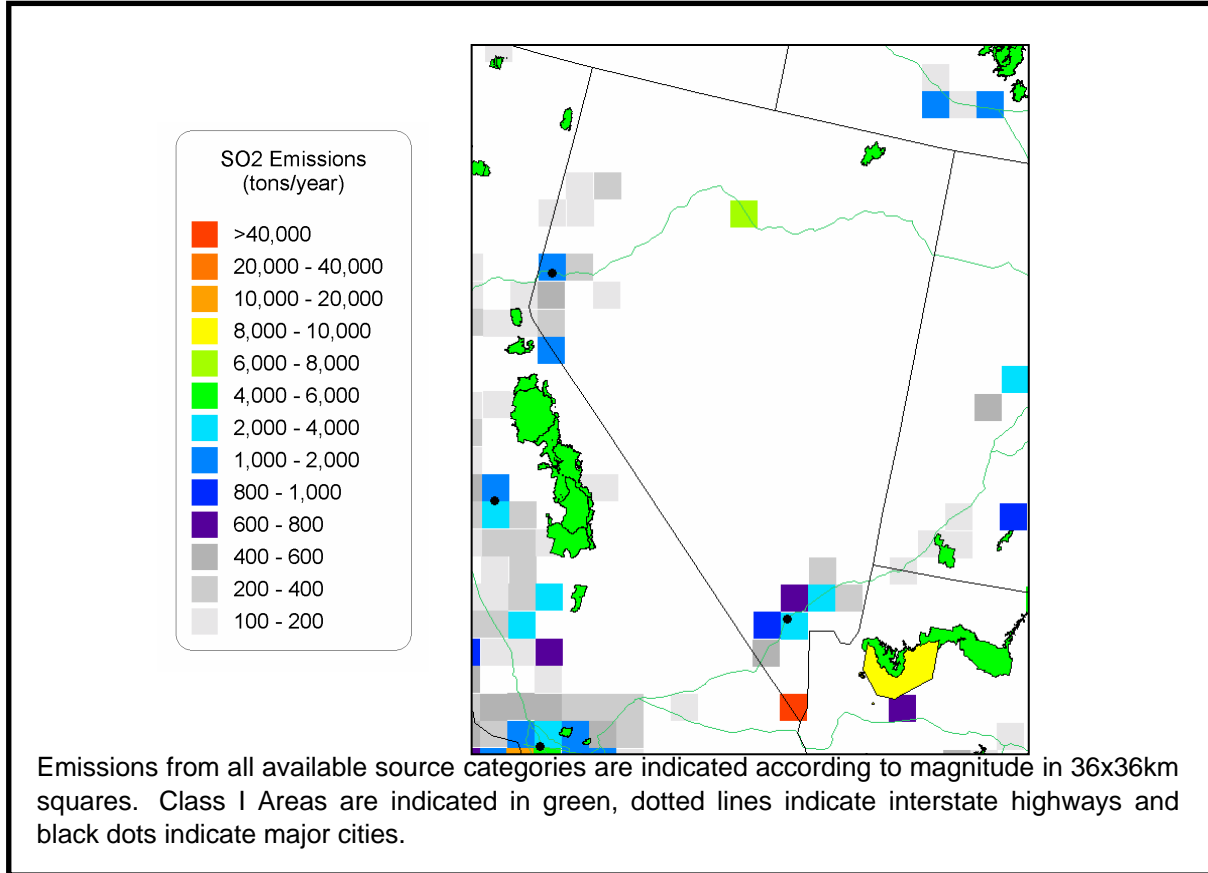 SO2 Emissions
(tons/year)
>40,000
20,000 - 40,000
10,000 - 20,000
8,000 - 10,000
6,000 - 8,000
4,000 - 6,000
2,000 - 4,000
1,000 - 2,000
800 - 1,000
600 - 800
400 - 600
200 - 400
100 - 200
Emissions from all available source categories are indicated according to magnitude in 36x36km
squares. Class I Areas are indicated in green, dotted lines indicate interstate highways and
black dots indicate major cities.